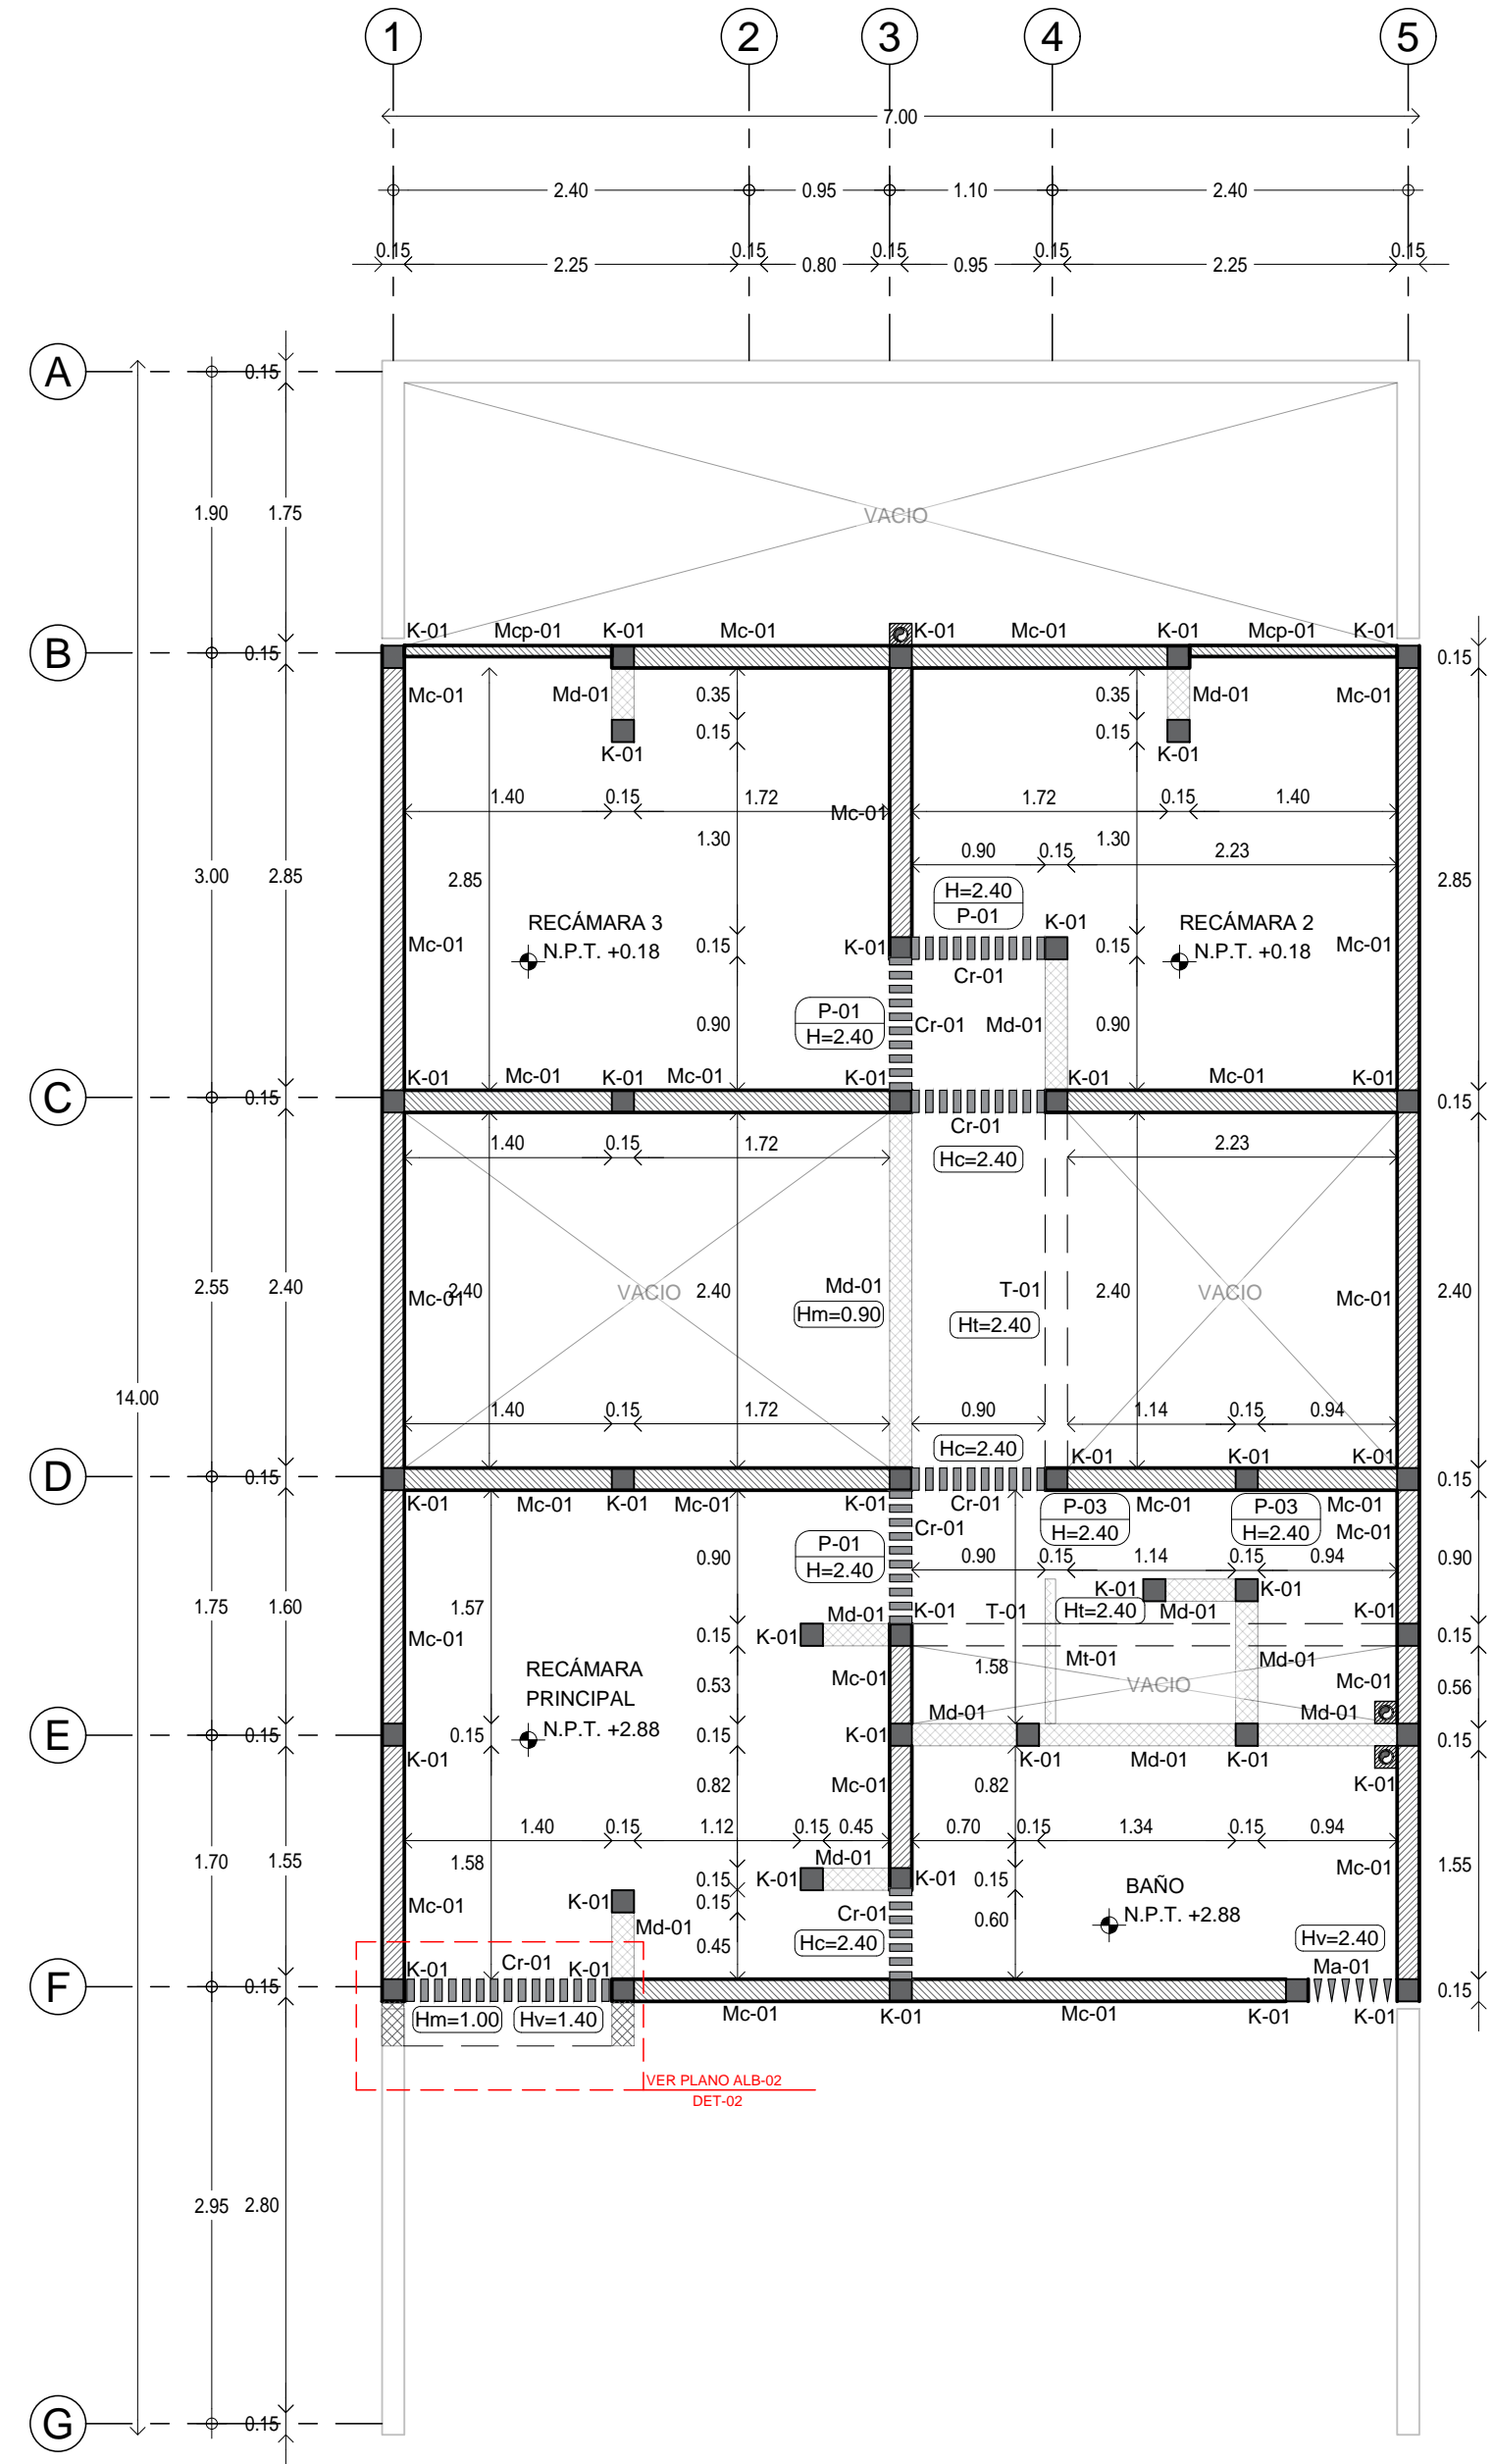 1 2 3 4 5
7.00
2.40 0.95 1.10 2.40
0.15 0.15 0.15 0.15 0.15
2.25 0.80 0.95 2.25
A 0.15
1.90 1.75 VACIO
K-01 Mcp-01 K-01 Mc-01 K-01 Mc-01 K-01 Mcp-01 K-01
B 0.15 0.15
Mc-01 Md-01 0.35 0.35 Md-01 Mc-01
0.15 0.15
K-01 K-01
1.40 0.15 1.72 1.72 0.15 1.40
Mc-01
1.30 0.90 0.15 1.30 2.23
3.00 2.85 2.85 2.85
H=2.40
P-01
RECÁMARA 3 K-01 RECÁMARA 2
Mc-01 N.P.T. +0.18 0.15 K-01 0.15 N.P.T. +0.18 Mc-01
Cr-01
P-01
H=2.40
0.90 Cr-01 Md-01 0.90
K-01 Mc-01 K-01 Mc-01 K-01 K-01 Mc-01 K-01
C 0.15 0.15
Cr-01
1.40 0.15 1.72 Hc=2.40 2.23
2.55 2.40 Mc-01 2.40 VACIO 2.40 Md-01 T-01 2.40 VACIO Mc-01 2.40
Hm=0.90 Ht=2.40
14.00
1.40 0.15 1.72 0.90 1.14 0.15 0.94
Hc=2.40 K-01 K-01 K-01
D 0.15 0.15
K-01 Mc-01 K-01 Mc-01 K-01 Cr-01 P-03 Mc-01 P-03 Mc-01
H=2.40 H=2.40
Cr-01 Mc-01
P-01
H=2.40
0.90 0.90 0.15 1.14 0.15 0.94 0.90
K-01 K-01
1.75 1.60 1.57 Md-01 K-01 T-01 Ht=2.40 Md-01 K-01
Mc-01 0.15 K-01 0.15
RECÁMARA
PRINCIPAL
N.P.T. +2.88
0.53 Mc-01 1.58 Mt-01 VACIO Md-01 Mc-01 0.56
Md-01 Md-01
E 0.15 0.15 K-01 0.15
K-01 K-01 Md-01 K-01
0.82 Mc-01 0.82 K-01
1.40 0.15 1.12 0.15 0.45 0.70 0.15 1.34 0.15 0.94
1.70 1.55 1.58 Md-01 Mc-01 1.55
0.15 K-01 K-01 0.15 BAÑO
Mc-01 K-01 0.15 Cr-01 N.P.T. +2.88
Md-01 0.45 Hc=2.40 0.60 Hv=2.40
K-01 Cr-01 K-01 Ma-01
F 0.15 0.15
Hm=1.00 Hv=1.40 Mc-01 K-01 Mc-01 K-01 K-01
VER PLANO ALB-02
DET-02
2.95 2.80
G 0.15